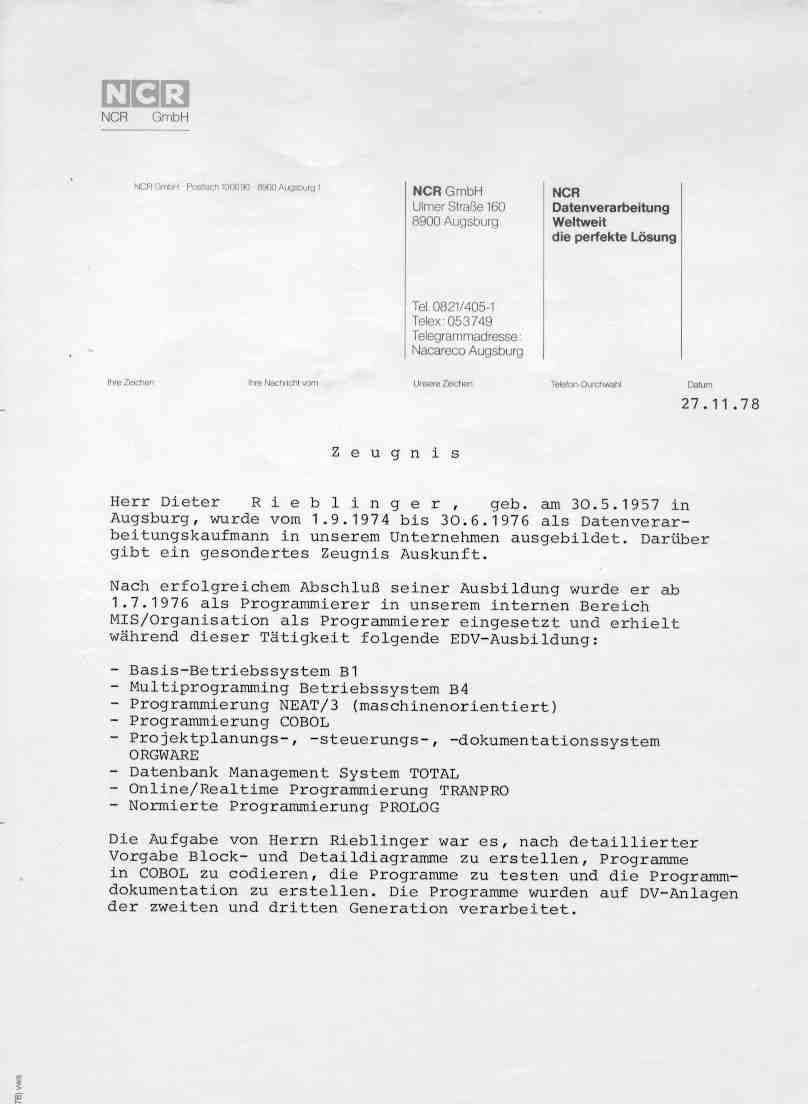 NCR
NCR GmbH
NCR GmbH · Postfach 100090 · 8900 Augsburg 1
NCR GmbH
Ulmer Straße 160
8900 Augsburg
Tel. 0821/405-1
Telex: 053749
Telegrammadresse:
Nacareco Augsburg
NCR
Datenverarbeitung
Weltweit
die perfekte Lösung
Ihre Zeichen Ihre Nachricht vom Unsere Zeichen Telefon-Durchwahl Datum
27.11.78
Z e u g n i s
Herr Dieter R i e b l i n g e r , geb. am 30.5.1957 in
Augsburg, wurde vom 1.9.1974 bis 30.6.1976 als Datenverar-
beitungskaufmann in unserem Unternehmen ausgebildet. Darüber
gibt ein gesondertes Zeugnis Auskunft.
Nach erfolgreichem Abschluß seiner Ausbildung wurde er ab
1.7.1976 als Programmierer in unserem internen Bereich
MIS/Organisation als Programmierer eingesetzt und erhielt
während dieser Tätigkeit folgende EDV-Ausbildung:
- Basis-Betriebssystem B1
- Multiprogramming Betriebssystem B4
- Programmierung NEAT/3 (maschinenorientiert)
- Programmierung COBOL
- Projektplanungs-, -steuerungs-, -dokumentationssystem
ORGWARE
- Datenbank Management System TOTAL
- Online/Realtime Programmierung TRANPRO
- Normierte Programmierung PROLOG
Die Aufgabe von Herrn Rieblinger war es, nach detaillierter
Vorgabe Block- und Detaildiagramme zu erstellen, Programme
in COBOL zu codieren, die Programme zu testen und die Programm-
dokumentation zu erstellen. Die Programme wurden auf DV-Anlagen
der zweiten und dritten Generation verarbeitet.
78) vws